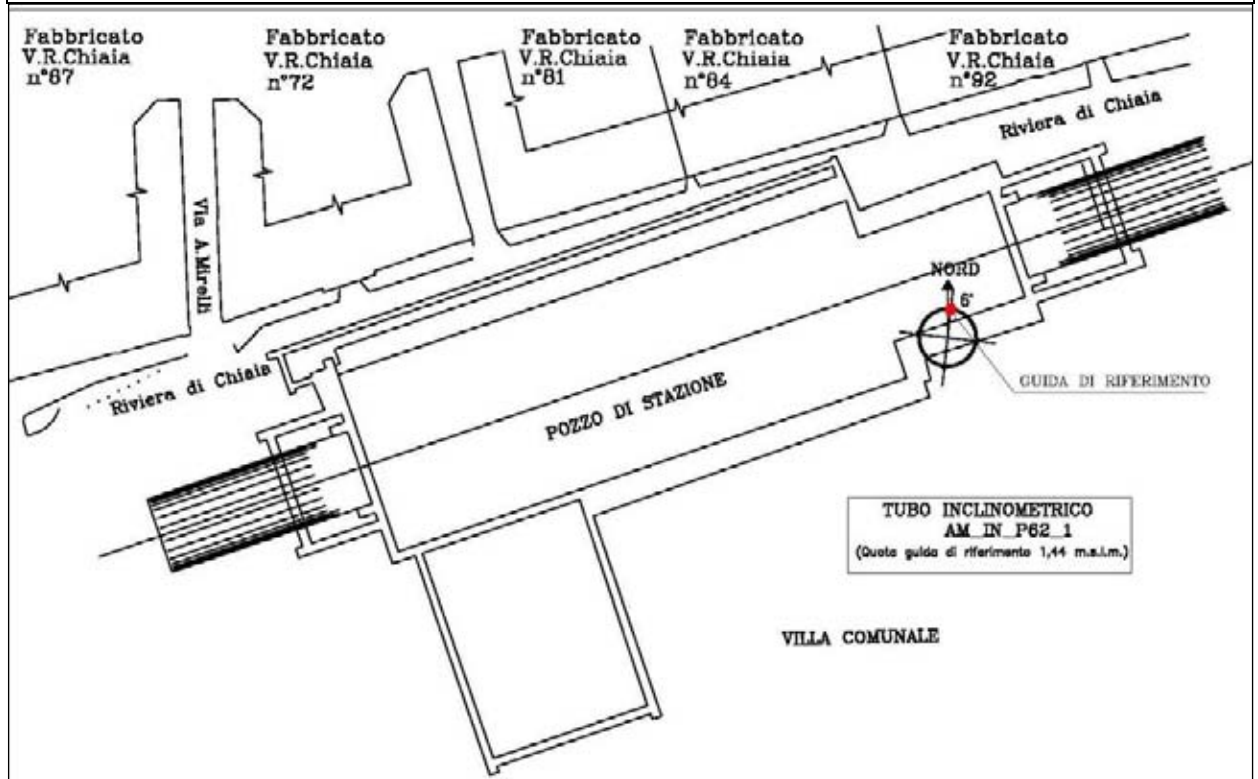 Fabbricato
V.R.Chiaia
n°67
Fabbricato
V.R.Chiaia
n°72
Fabbricato
V.R.Chiaia
n°81
Fabbricato
V.R.Chiaia
n°84
Fabbricato
V.R.Chiaia
n°92
Riviera di Chiaia
Via A.Mirelli
NORD
6°
GUIDA DI RIFERIMENTO
Riviera di Chiaia
POZZO DI STAZIONE
TUBO INCLINOMETRICO
AM_IN_P62_1
(Quota guida di riferimento 1,44 m.s.l.m.)
VILLA COMUNALE